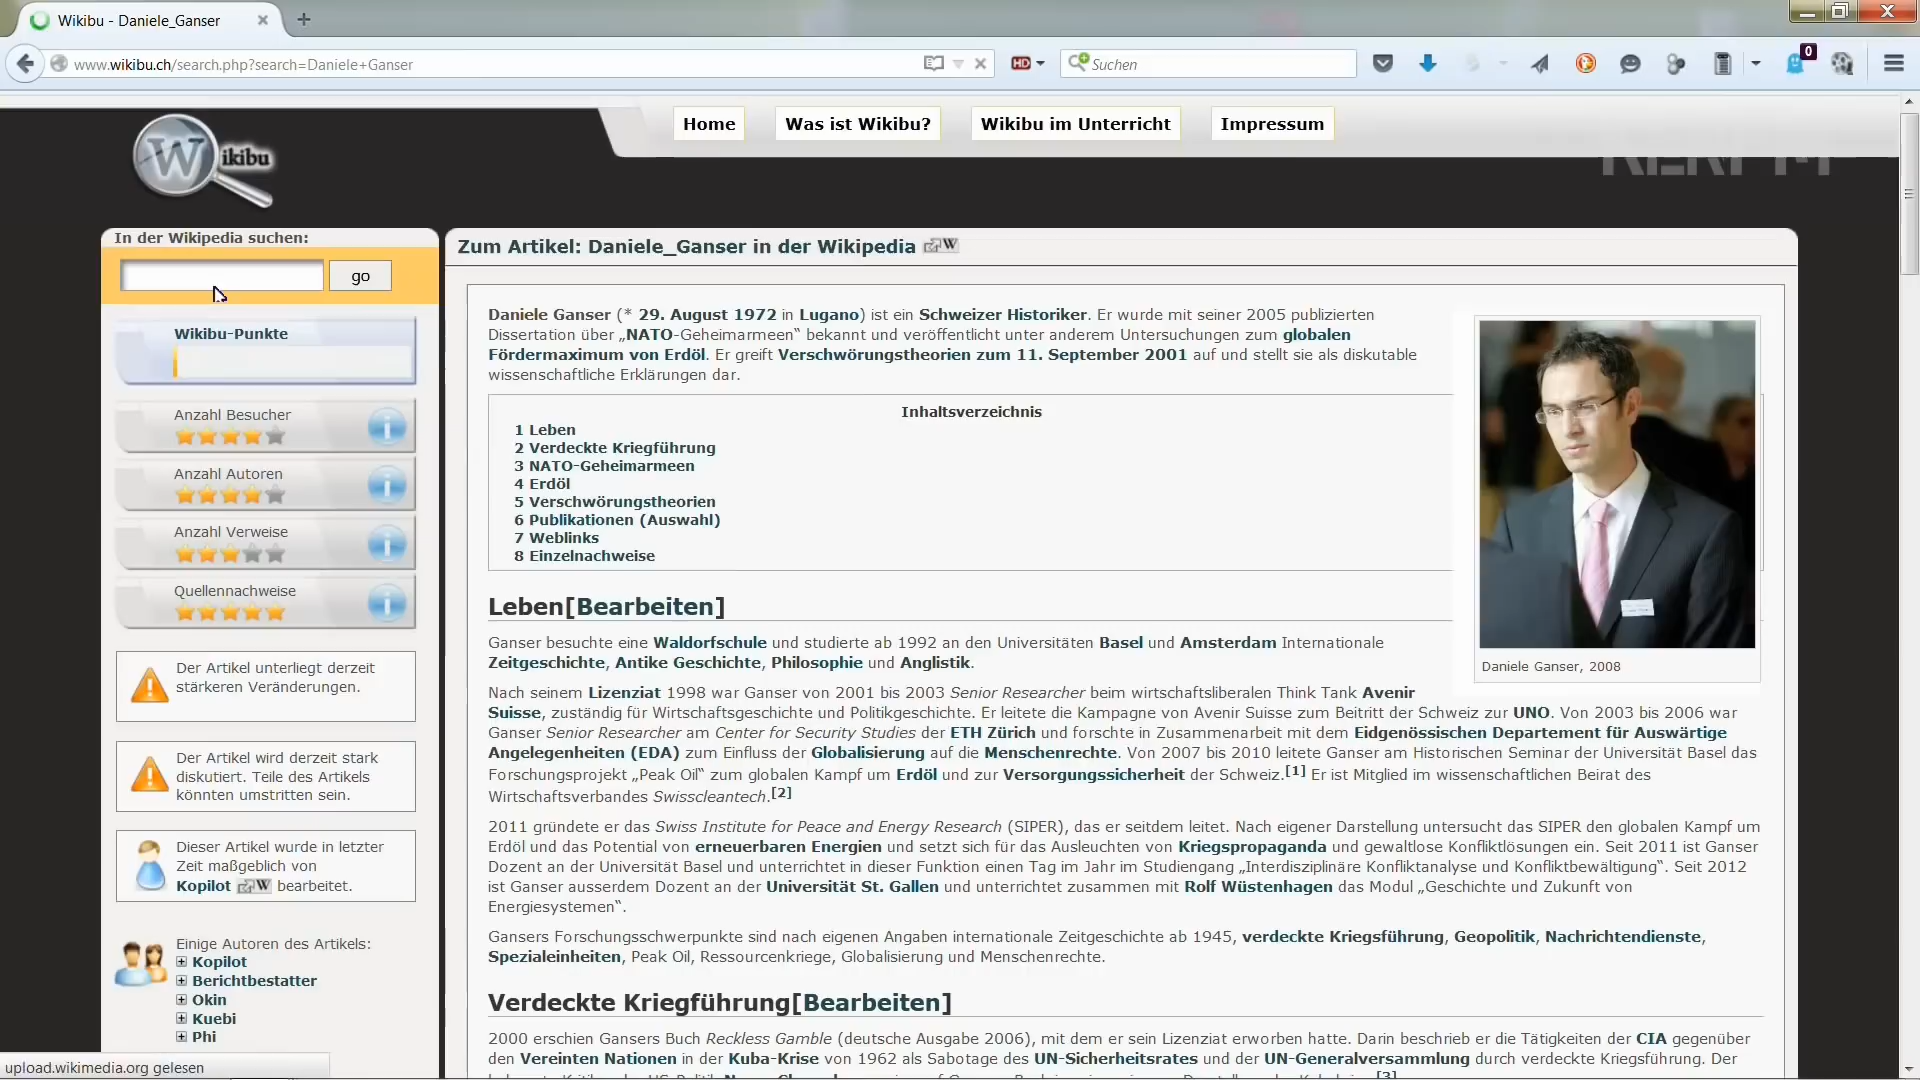 Wikibu - Daniele_Ganser
www.wikibu.ch/search.php?search=Daniele+Ganser
HD
Suchen
0
Home
Was ist Wikibu?
Wikibu im Unterricht
Impressum
Wikibu
In der Wikipedia suchen:
go
Wikibu-Punkte
Anzahl Besucher
Anzahl Autoren
Anzahl Verweise
Quellennachweise
Der Artikel unterliegt derzeit
stärkeren Veränderungen.
Der Artikel wird derzeit stark
diskutiert. Teile des Artikels
könnten umstritten sein.
Dieser Artikel wurde in letzter
Zeit maßgeblich von
Kopilot W bearbeitet.
Einige Autoren des Artikels:
Kopilot
Berichtbestatter
Okin
Kuebi
Phi
upload.wikimedia.org gelesen
Zum Artikel: Daniele_Ganser in der Wikipedia W
Daniele Ganser (* 29. August 1972 in Lugano) ist ein Schweizer Historiker. Er wurde mit seiner 2005 publizierten
Dissertation über „NATO-Geheimarmeen“ bekannt und veröffentlicht unter anderem Untersuchungen zum globalen
Fördermaximum von Erdöl. Er greift Verschwörungstheorien zum 11. September 2001 auf und stellt sie als diskutable
wissenschaftliche Erklärungen dar.
Inhaltsverzeichnis
1 Leben
2 Verdeckte Kriegführung
3 NATO-Geheimarmeen
4 Erdöl
5 Verschwörungstheorien
6 Publikationen (Auswahl)
7 Weblinks
8 Einzelnachweise
Daniele Ganser, 2008
Leben[Bearbeiten]
Ganser besuchte eine Waldorfschule und studierte ab 1992 an den Universitäten Basel und Amsterdam Internationale
Zeitgeschichte, Antike Geschichte, Philosophie und Anglistik.
Nach seinem Lizenziat 1998 war Ganser von 2001 bis 2003 Senior Researcher beim wirtschaftsliberalen Think Tank Avenir
Suisse, zuständig für Wirtschaftsgeschichte und Politikgeschichte. Er leitete die Kampagne von Avenir Suisse zum Beitritt der Schweiz zur UNO. Von 2003 bis 2006 war
Ganser Senior Researcher am Center for Security Studies der ETH Zürich und forschte in Zusammenarbeit mit dem Eidgenössischen Departement für Auswärtige
Angelegenheiten (EDA) zum Einfluss der Globalisierung auf die Menschenrechte. Von 2007 bis 2010 leitete Ganser am Historischen Seminar der Universität Basel das
Forschungsprojekt „Peak Oil“ zum globalen Kampf um Erdöl und zur Versorgungssicherheit der Schweiz.[1] Er ist Mitglied im wissenschaftlichen Beirat des
Wirtschaftsverbandes Swisscleantech.[2]
2011 gründete er das Swiss Institute for Peace and Energy Research (SIPER), das er seitdem leitet. Nach eigener Darstellung untersucht das SIPER den globalen Kampf um
Erdöl und das Potential von erneuerbaren Energien und setzt sich für das Ausleuchten von Kriegspropaganda und gewaltlose Konfliktlösungen ein. Seit 2011 ist Ganser
Dozent an der Universität Basel und unterrichtet in dieser Funktion einen Tag im Jahr im Studiengang „Interdisziplinäre Konfliktanalyse und Konfliktbewältigung“. Seit 2012
ist Ganser ausserdem Dozent an der Universität St. Gallen und unterrichtet zusammen mit Rolf Wüstenhagen das Modul „Geschichte und Zukunft von
Energiesystemen“.
Gansers Forschungsschwerpunkte sind nach eigenen Angaben internationale Zeitgeschichte ab 1945, verdeckte Kriegsführung, Geopolitik, Nachrichtendienste,
Spezialeinheiten, Peak Oil, Ressourcenkriege, Globalisierung und Menschenrechte.
Verdeckte Kriegführung[Bearbeiten]
2000 erschien Gansers Buch Reckless Gamble (deutsche Ausgabe 2006), mit dem er sein Lizenziat erworben hatte. Darin beschrieb er die Tätigkeiten der CIA gegenüber
den Vereinten Nationen in der Kuba-Krise von 1962 als Sabotage des UN-Sicherheitsrates und der UN-Generalversammlung durch verdeckte Kriegsführung. Der
[3]